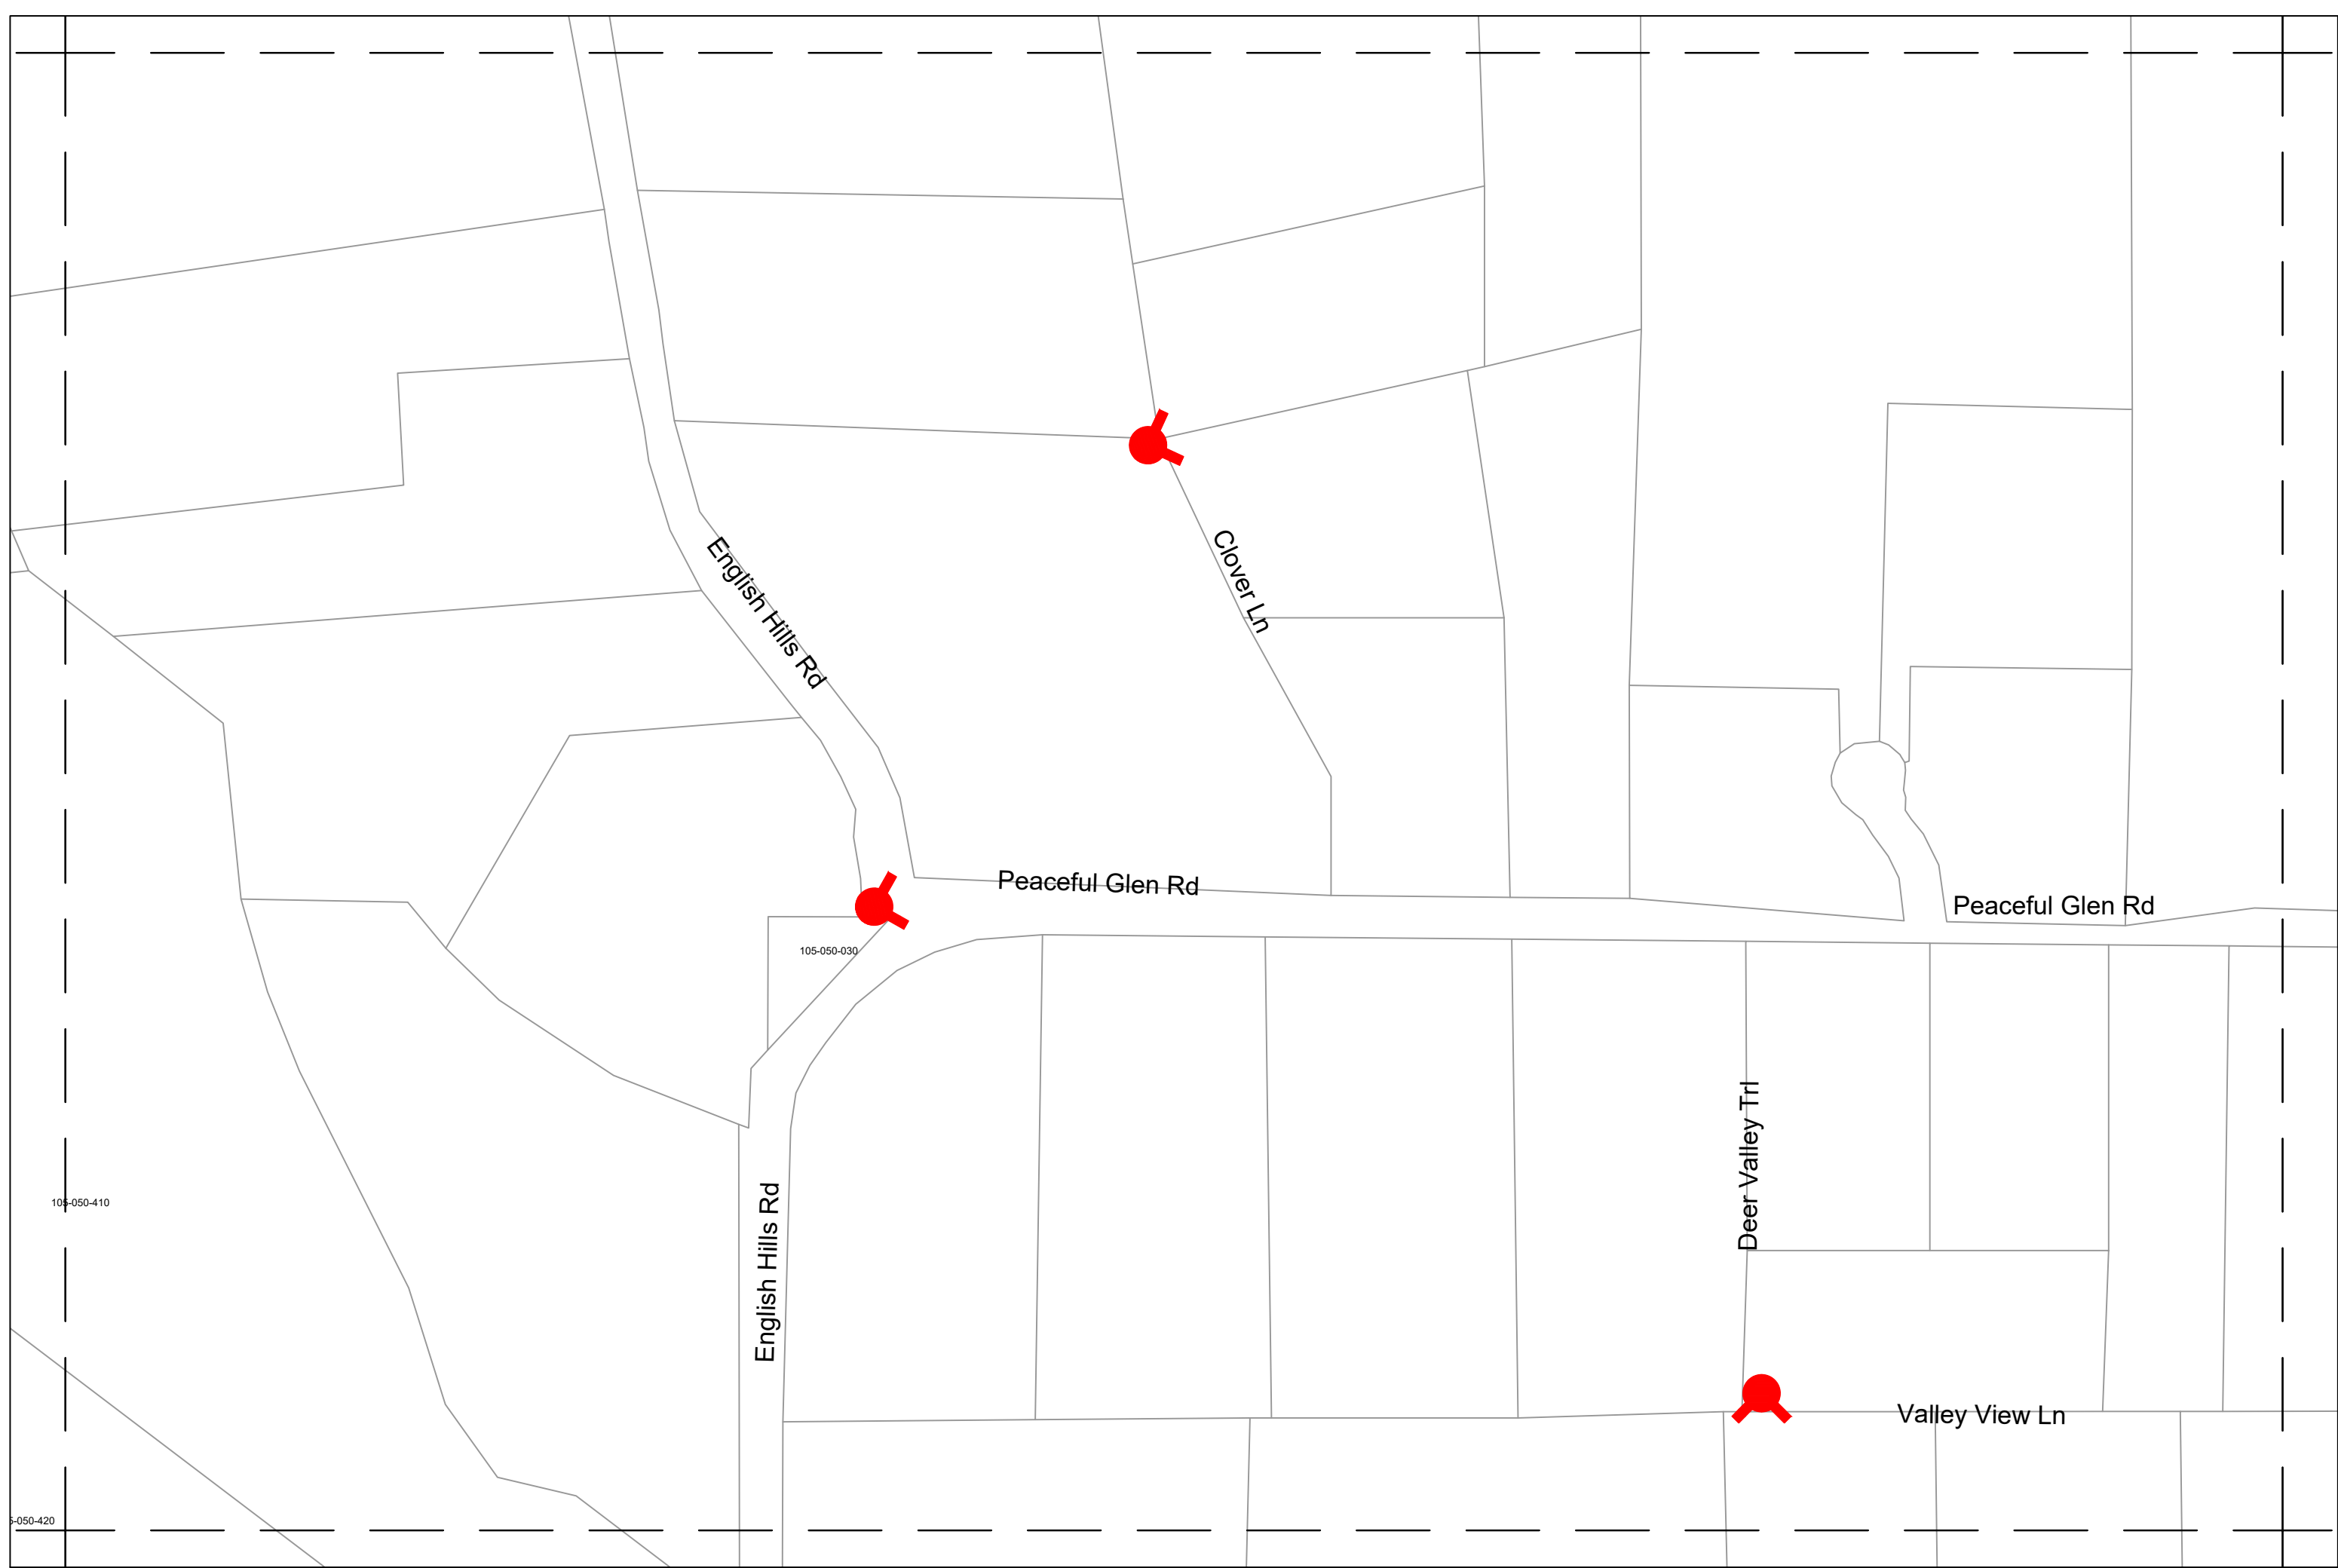 English Hills Rd
Clover Ln
Peaceful Glen Rd
Peaceful Glen Rd
105-050-030
Deer Valley Trl
105-050-410
English Hills Rd
Valley View Ln
5-050-420